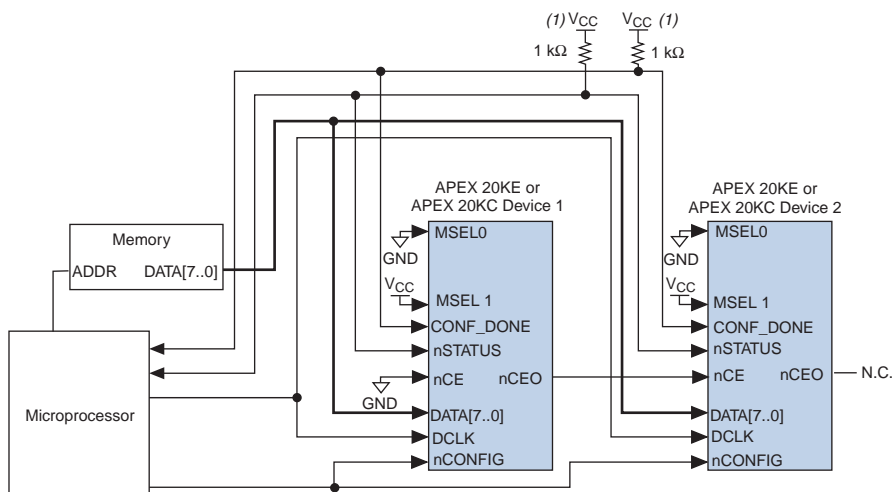 (1) VCC VCC (1)
1 kΩ 1 kΩ
APEX 20KE or
APEX 20KC Device 1
APEX 20KE or
APEX 20KC Device 2
Memory
ADDR DATA[7..0]
Microprocessor
MSEL0
GND
VCC
MSEL 1
CONF_DONE
nSTATUS
nCE nCEO
GND
DATA[7..0]
DCLK
nCONFIG
MSEL0
GND
VCC
MSEL 1
CONF_DONE
nSTATUS
nCE nCEO N.C.
DATA[7..0]
DCLK
nCONFIG